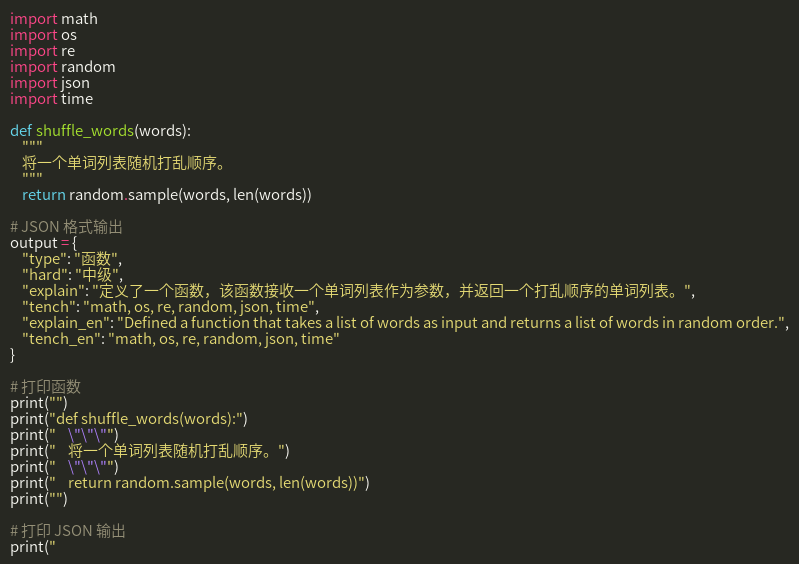 import math
import os
import re
import random
import json
import time

def shuffle_words(words):
    """
    将一个单词列表随机打乱顺序。
    """
    return random.sample(words, len(words))

# JSON 格式输出
output = {
    "type": "函数",
    "hard": "中级",
    "explain": "定义了一个函数，该函数接收一个单词列表作为参数，并返回一个打乱顺序的单词列表。",
    "tench": "math, os, re, random, json, time",
    "explain_en": "Defined a function that takes a list of words as input and returns a list of words in random order.",
    "tench_en": "math, os, re, random, json, time"
}

# 打印函数
print("")
print("def shuffle_words(words):")
print("    \"\"\"")
print("    将一个单词列表随机打乱顺序。")
print("    \"\"\"")
print("    return random.sample(words, len(words))")
print("")

# 打印 JSON 输出
print("